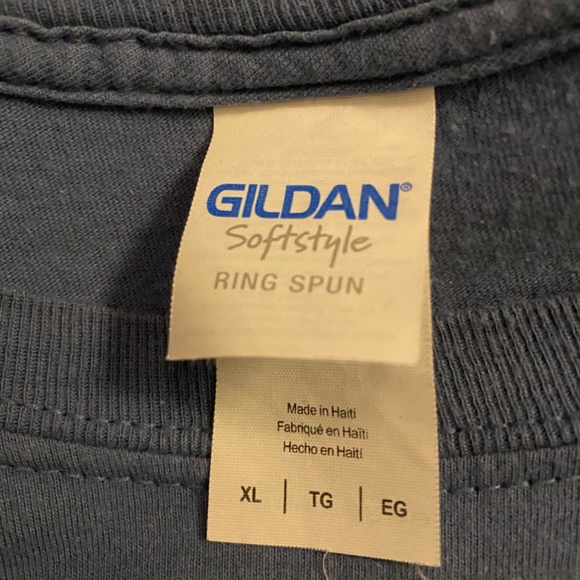 GILDAN®
Softstyle
RING SPUN
Made in Haiti
Fabriqué en Haïti
Hecho en Haití
XL | TG | EG